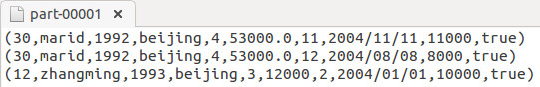 part-00001 ×
(30,marid,1992,beijing,4,53000.0,11,2004/11/11,11000,true)
(30,marid,1992,beijing,4,53000.0,12,2004/08/08,8000,true)
(12,zhangming,1993,beijing,3,12000,2,2004/01/01,10000,true)